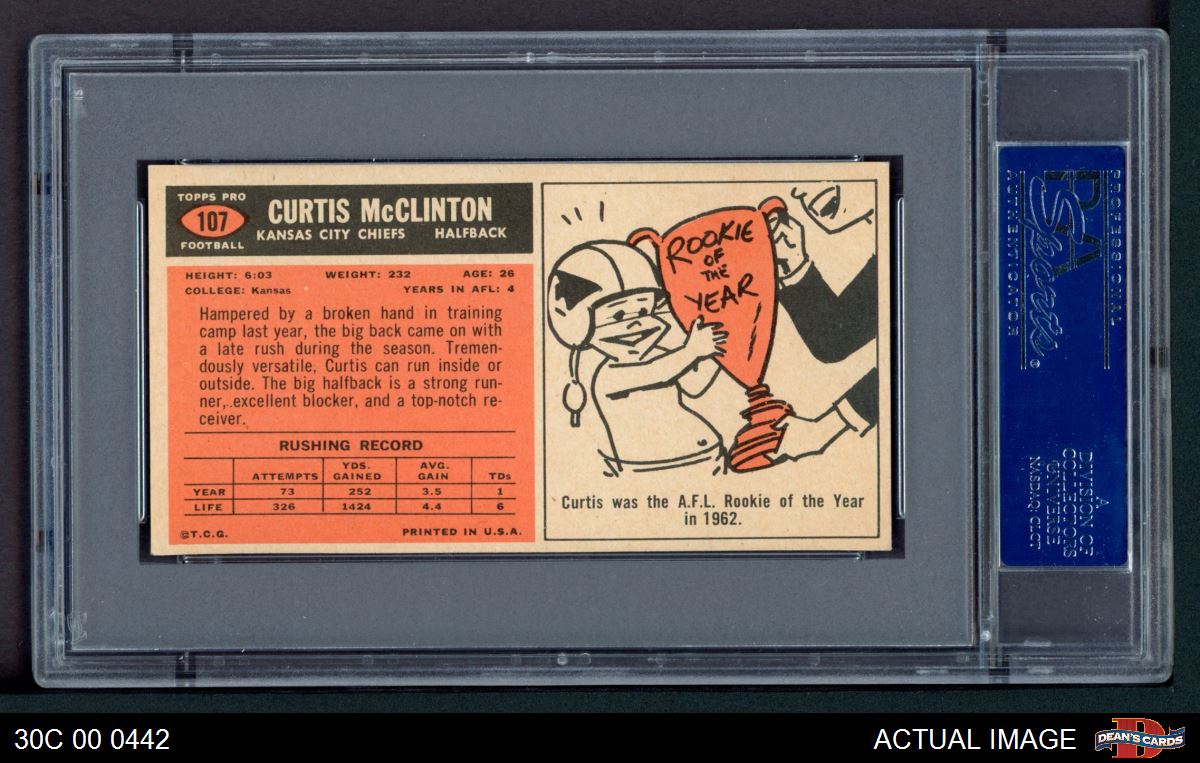 TOPPS PRO
107
FOOTBALL
CURTIS McCLINTON
KANSAS CITY CHIEFS HALFBACK
HEIGHT: 6:03 WEIGHT: 232 AGE: 26
COLLEGE: Kansas YEARS IN AFL: 4
Hampered by a broken hand in training
camp last year, the big back came on with
a late rush during the season. Tremen-
dously versatile, Curtis can run inside or
outside. The big halfback is a strong run-
ner, excellent blocker, and a top-notch re-
ceiver.
RUSHING RECORD
ATTEMPTS YDS. GAINED AVG. GAIN TDs
YEAR 73 252 3.5 1
LIFE 326 1424 4.4 6
©T.C.G. PRINTED IN U.S.A.
ROOKIE
OF
THE
YEAR
Curtis was the A.F.L. Rookie of the Year
in 1962.
PROFESSIONAL
PSA
Sports
AUTHENTICATOR
A
DIVISION OF
COLLECTORS
UNIVERSE
NASDAQ: CLCT
30C 00 0442
ACTUAL IMAGE
D
DEAN'S CARDS